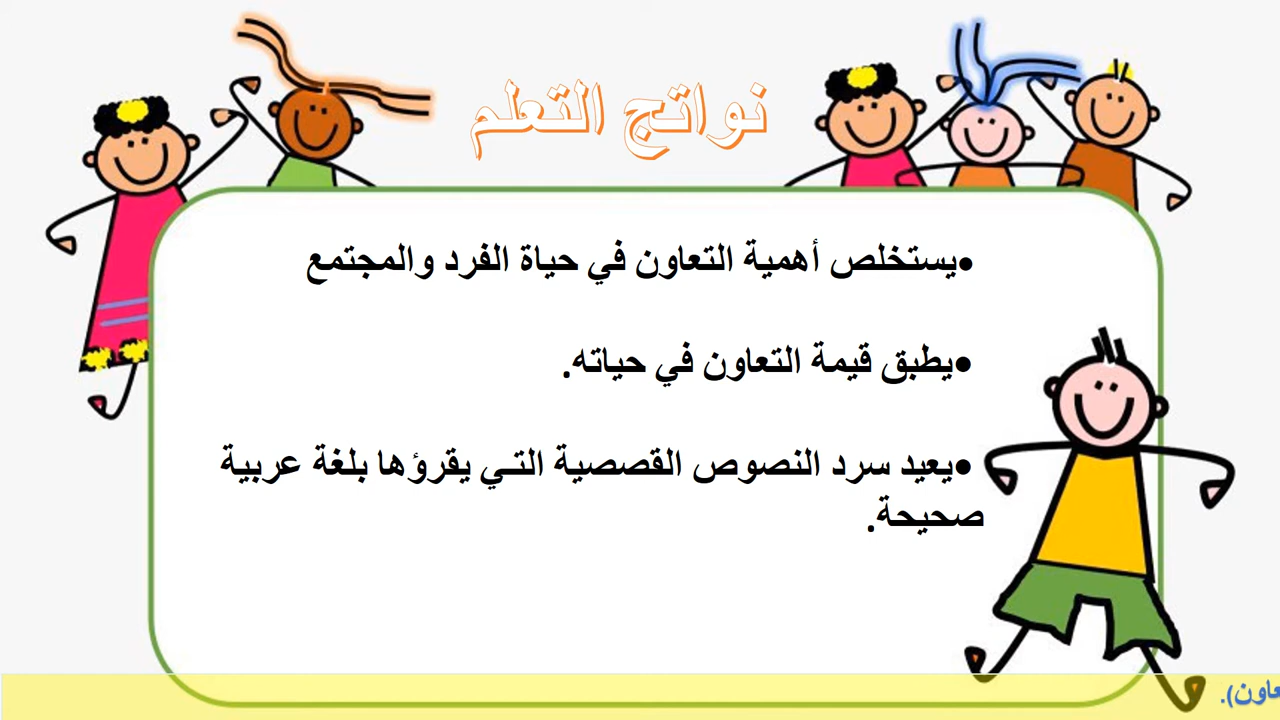 نواتج التعلم
•يستخلص أهمية التعاون في حياة الفرد والمجتمع
•يطبق قيمة التعاون في حياته.
•يعيد سرد النصوص القصصية التي يقرؤها بلغة عربية
صحيحة.